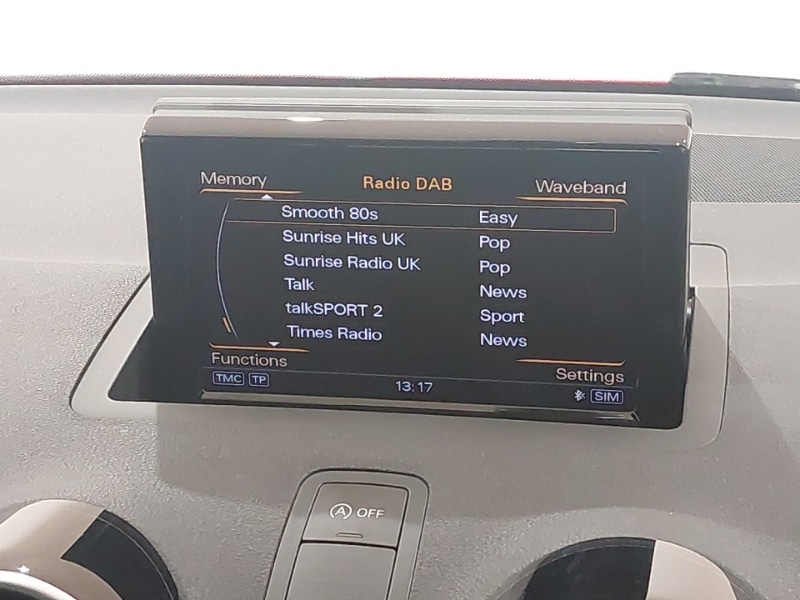 Memory Radio DAB Waveband
Smooth 80s Easy
Sunrise Hits UK Pop
Sunrise Radio UK Pop
Talk News
talkSPORT 2 Sport
Times Radio News
Functions Settings
TMC TP 13:17 SIM
A OFF